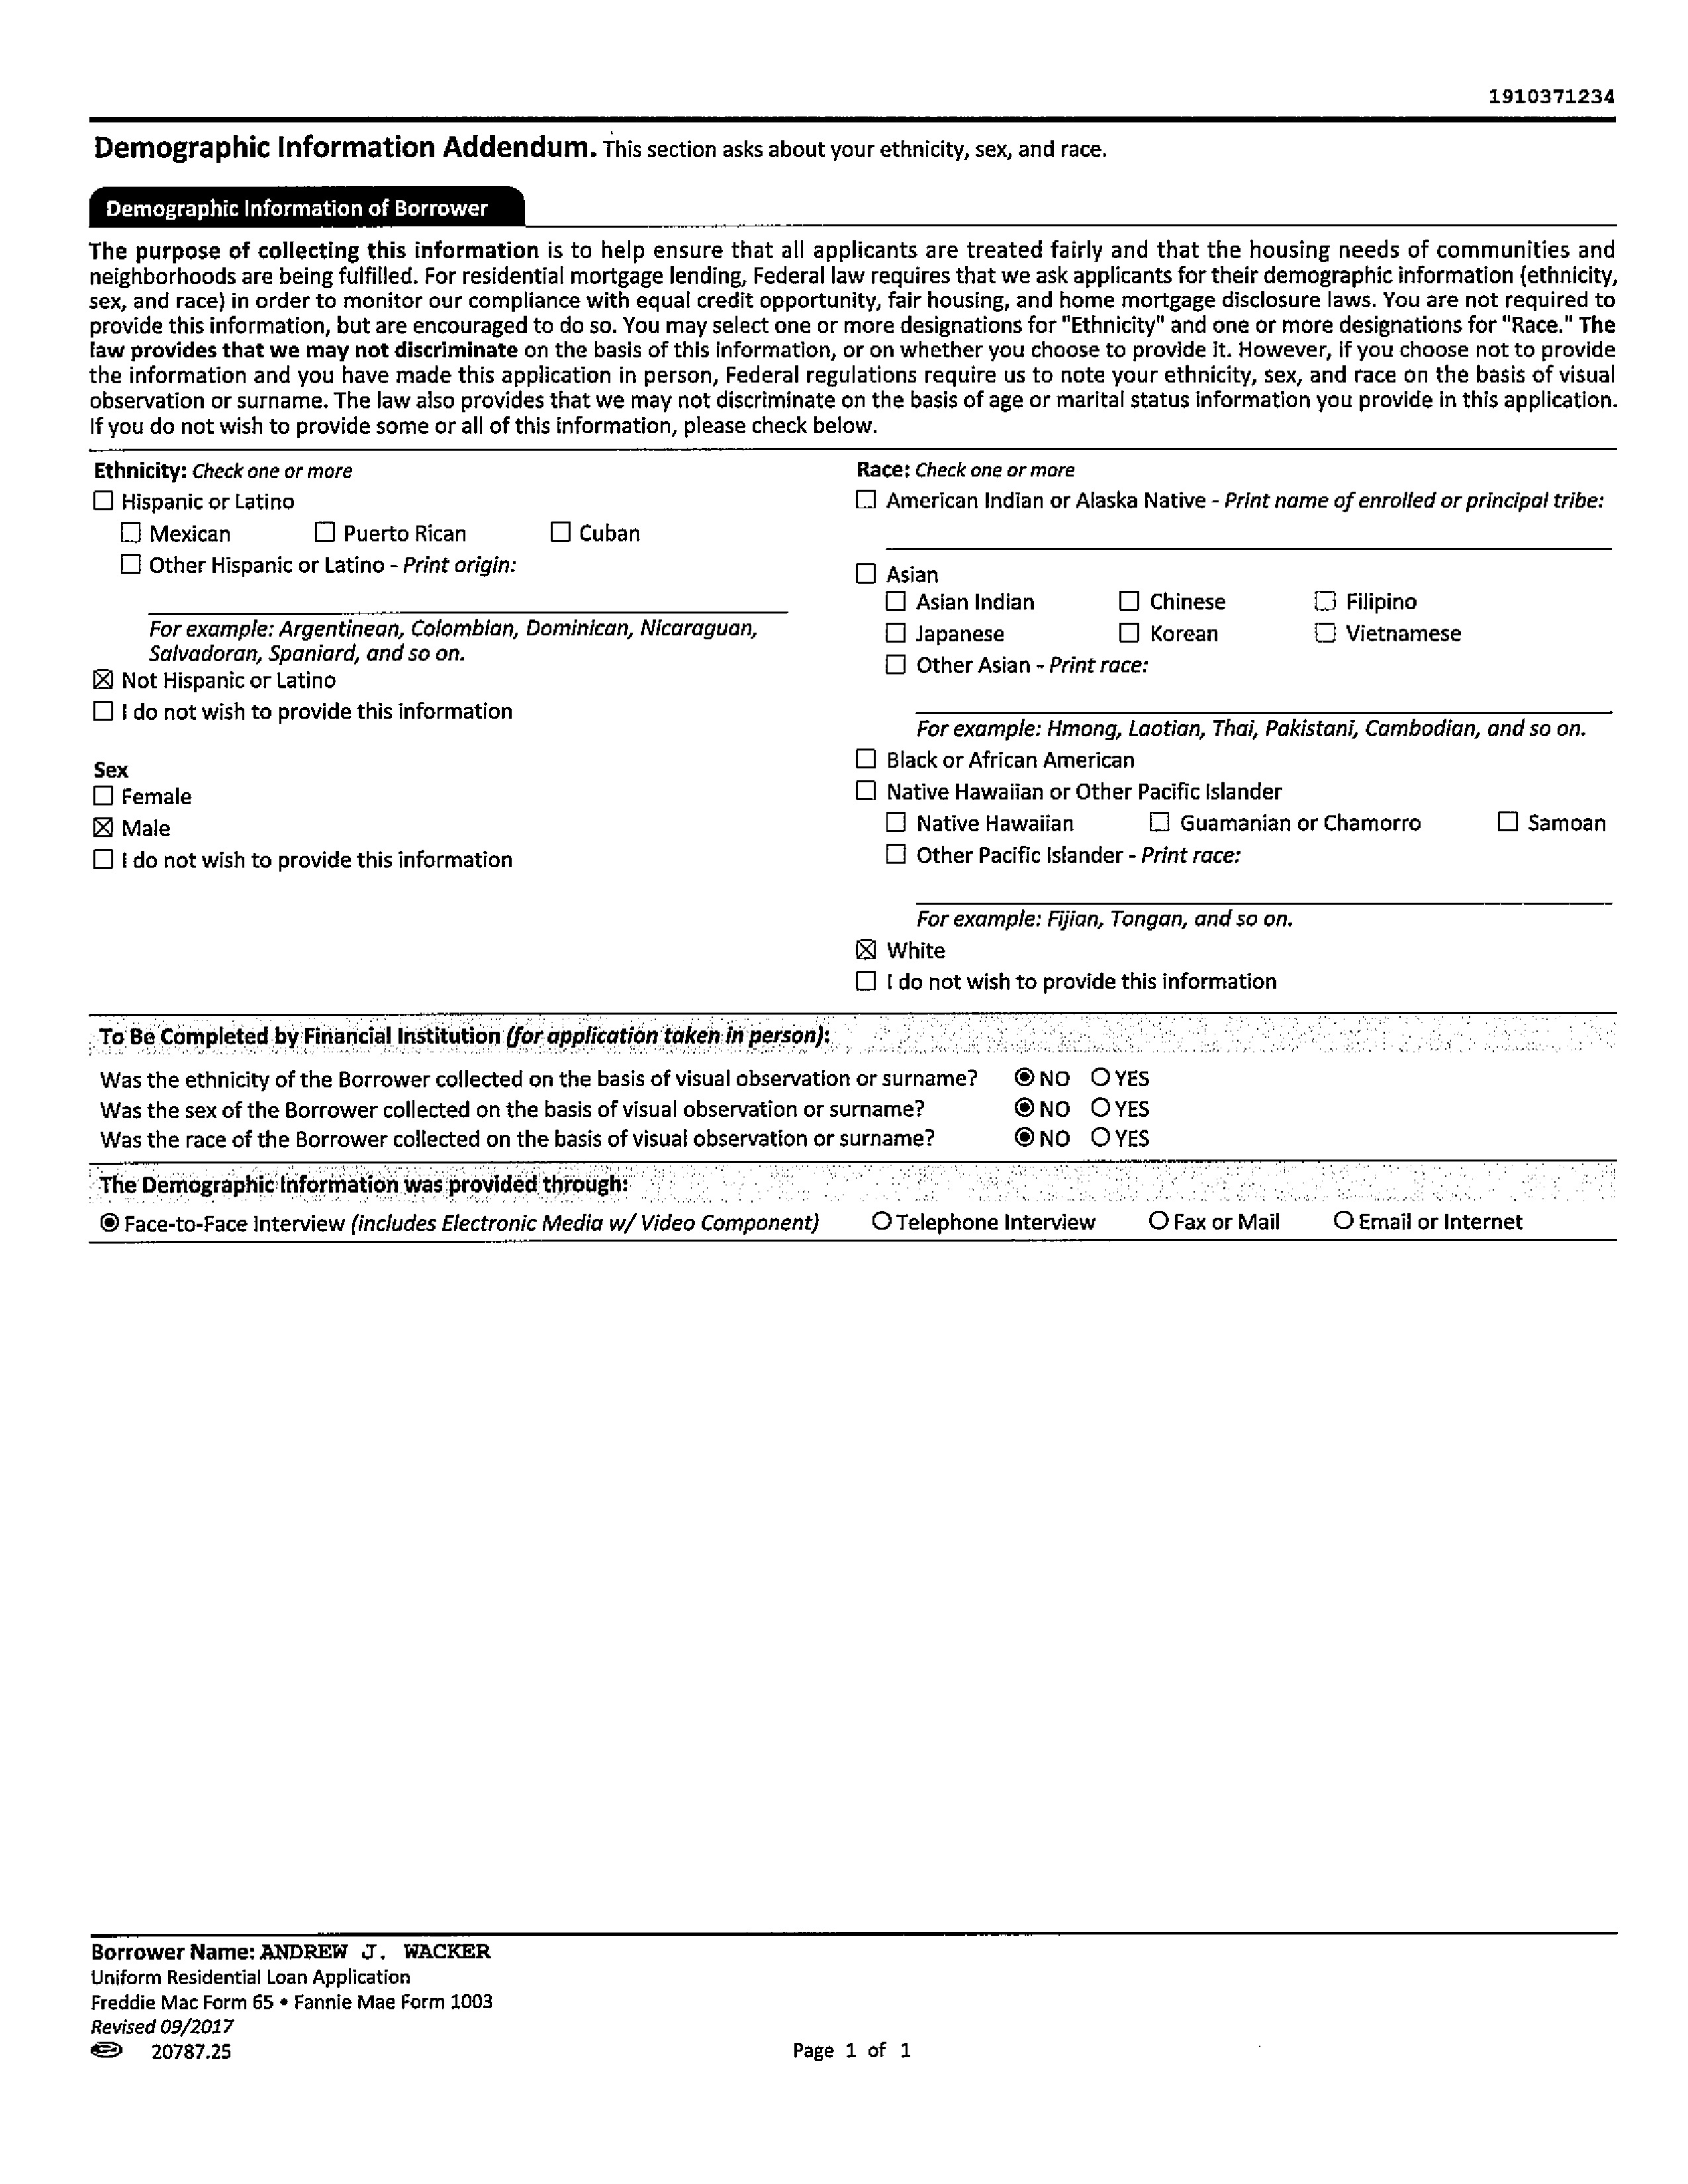 1910371234
Demographic Information Addendum. This section asks about your ethnicity, sex, and race.
Demographic Information of Borrower
The purpose of collecting this information is to help ensure that all applicants are treated fairly and that the housing needs of communities and
neighborhoods are being fulfilled. For residential mortgage lending, Federal law requires that we ask applicants for their demographic information (ethnicity,
sex, and race) in order to monitor our compliance with equal credit opportunity, fair housing, and home mortgage disclosure laws. You are not required to
provide this information, but are encouraged to do so. You may select one or more designations for "Ethnicity" and one or more designations for "Race." The
law provides that we may not discriminate on the basis of this information, or on whether you choose to provide it. However, if you choose not to provide
the information and you have made this application in person, Federal regulations require us to note your ethnicity, sex, and race on the basis of visual
observation or surname. The law also provides that we may not discriminate on the basis of age or marital status information you provide in this application.
If you do not wish to provide some or all of this information, please check below.
Ethnicity: Check one or more
☐ Hispanic or Latino
☐ Mexican ☐ Puerto Rican ☐ Cuban
☐ Other Hispanic or Latino - Print origin:
For example: Argentinean, Colombian, Dominican, Nicaraguan,
Salvadoran, Spaniard, and so on.
☒ Not Hispanic or Latino
☐ I do not wish to provide this information
Sex
☐ Female
☒ Male
☐ I do not wish to provide this information
Race: Check one or more
☐ American Indian or Alaska Native - Print name of enrolled or principal tribe:
☐ Asian
☐ Asian Indian ☐ Chinese ☐ Filipino
☐ Japanese ☐ Korean ☐ Vietnamese
☐ Other Asian - Print race:
For example: Hmong, Laotian, Thai, Pakistani, Cambodian, and so on.
☐ Black or African American
☐ Native Hawaiian or Other Pacific Islander
☐ Native Hawaiian ☐ Guamanian or Chamorro ☐ Samoan
☐ Other Pacific Islander - Print race:
For example: Fijian, Tongan, and so on.
☒ White
☐ I do not wish to provide this information
To Be Completed by Financial Institution (for application taken in person):
Was the ethnicity of the Borrower collected on the basis of visual observation or surname? ◉ NO ○ YES
Was the sex of the Borrower collected on the basis of visual observation or surname? ◉ NO ○ YES
Was the race of the Borrower collected on the basis of visual observation or surname? ◉ NO ○ YES
The Demographic Information was provided through:
◉ Face-to-Face Interview (includes Electronic Media w/ Video Component) ○ Telephone Interview ○ Fax or Mail ○ Email or Internet
Borrower Name: ANDREW J. WACKER
Uniform Residential Loan Application
Freddie Mac Form 65 • Fannie Mae Form 1003
Revised 09/2017
20787.25
Page 1 of 1